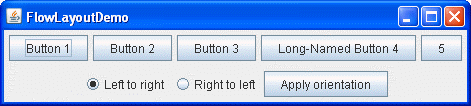 FlowLayoutDemo
Button 1 Button 2 Button 3 Long-Named Button 4 5
Left to right Right to left Apply orientation